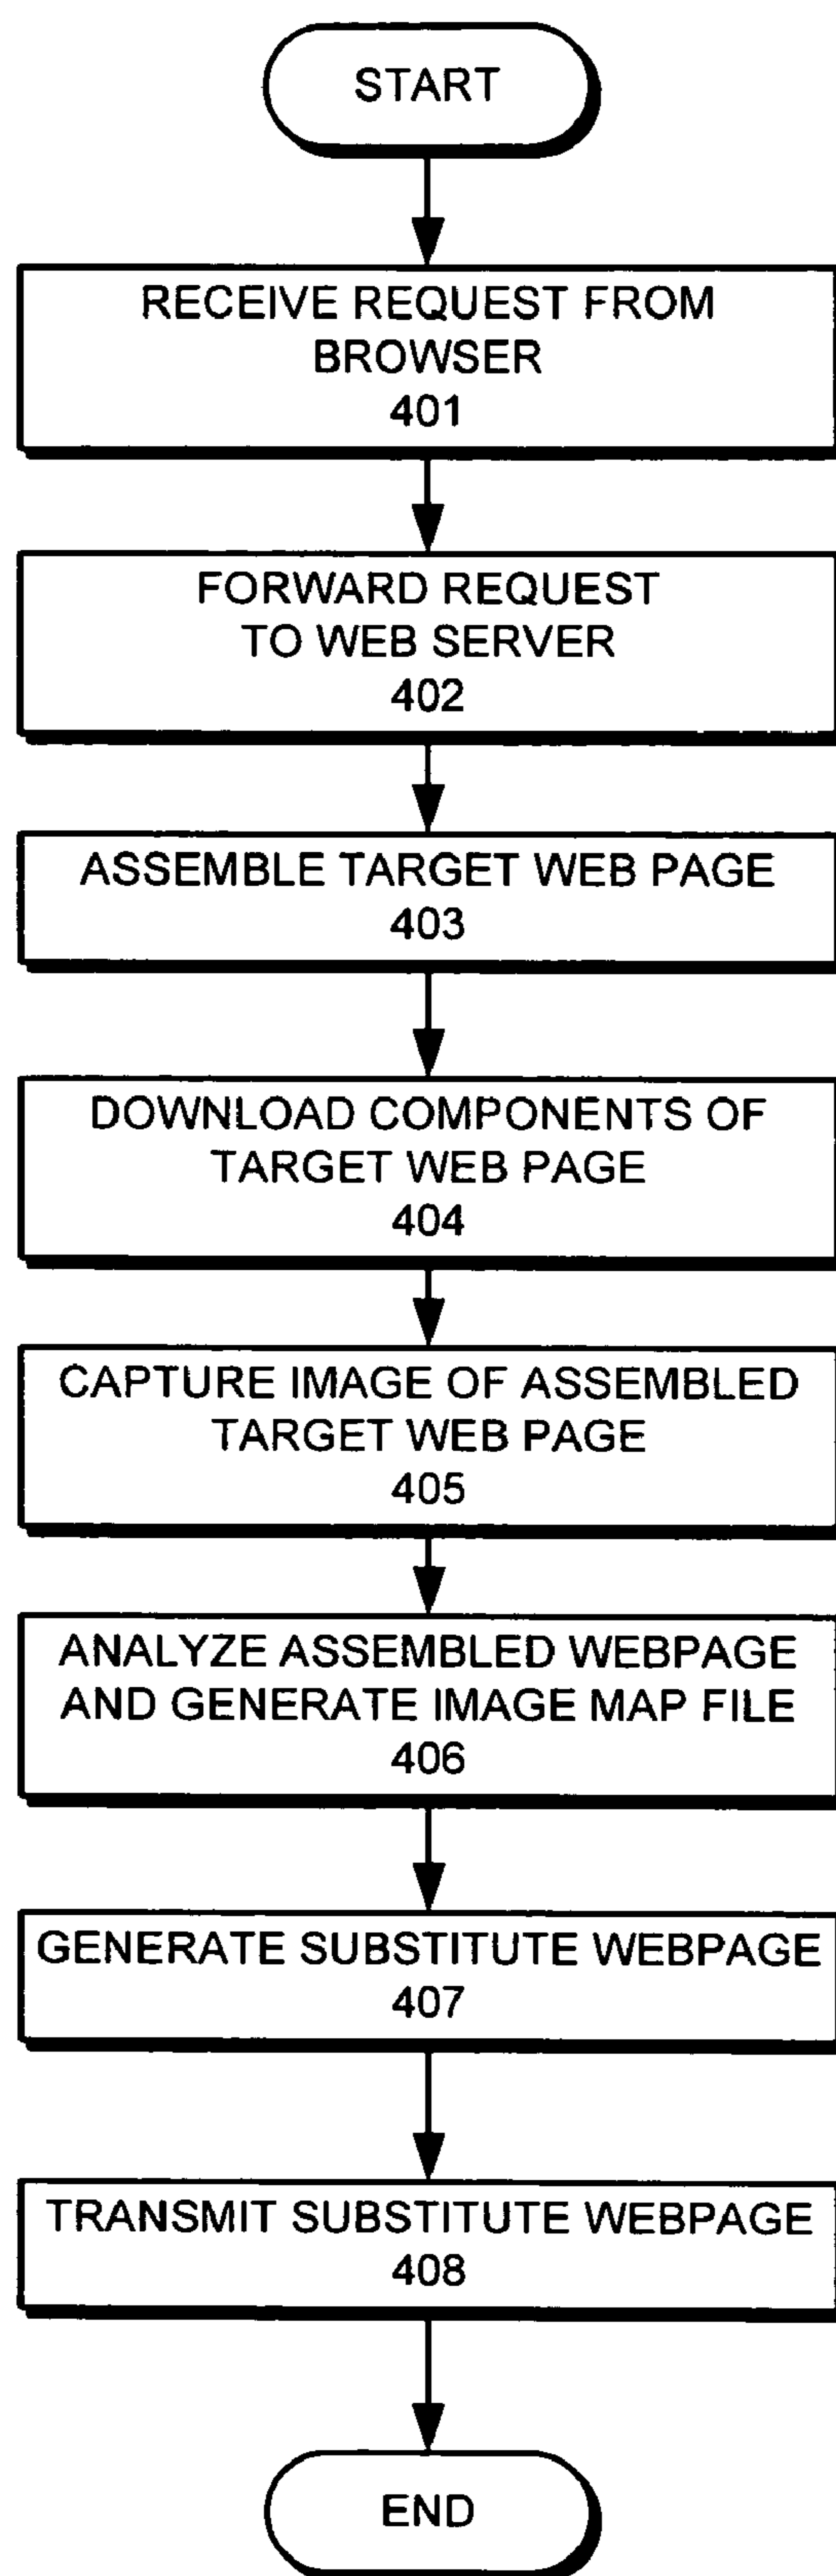 START
RECEIVE REQUEST FROM
BROWSER
401
FORWARD REQUEST
TO WEB SERVER
402
ASSEMBLE TARGET WEB PAGE
403
DOWNLOAD COMPONENTS OF
TARGET WEB PAGE
404
CAPTURE IMAGE OF ASSEMBLED
TARGET WEB PAGE
405
ANALYZE ASSEMBLED WEBPAGE
AND GENERATE IMAGE MAP FILE
406
GENERATE SUBSTITUTE WEBPAGE
407
TRANSMIT SUBSTITUTE WEBPAGE
408
END